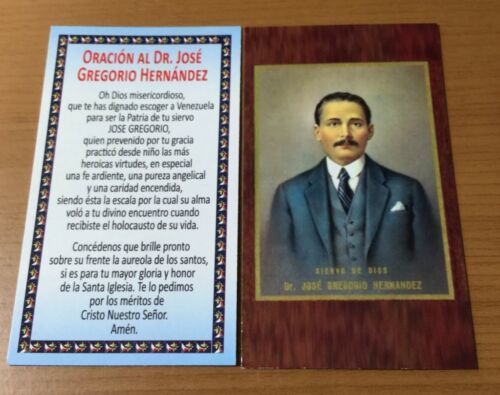 ORACIÓN AL DR. JOSÉ
GREGORIO HERNÁNDEZ
Oh Dios misericordioso,
que te has dignado escoger a Venezuela
para ser la Patria de tu siervo
JOSE GREGORIO,
quien prevenido por tu gracia
practicó desde niño las más
heroicas virtudes, en especial
una fe ardiente, una pureza angelical
y una caridad encendida,
siendo ésta la escala por la cual su alma
voló a tu divino encuentro cuando
recibiste el holocausto de su vida.
Concédenos que brille pronto
sobre su frente la aureola de los santos,
si es para tu mayor gloria y honor
de la Santa Iglesia. Te lo pedimos
por los méritos de
Cristo Nuestro Señor.
Amén.
SIERVO DE DIOS
Dr. JOSÉ GREGORIO HERNANDEZ